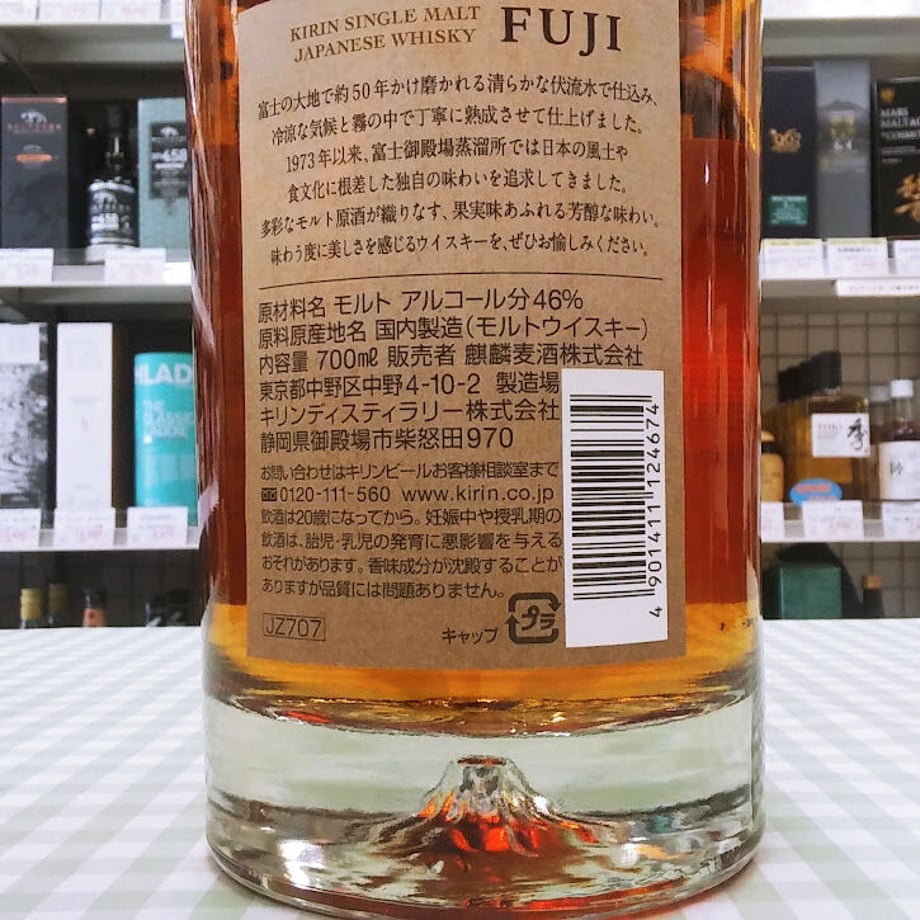 KIRIN SINGLE MALT
JAPANESE WHISKY
FUJI
富士の大地で約50年かけ磨かれる清らかな伏流水で仕込み、
冷涼な気候と霧の中で丁寧に熟成させて仕上げました。
1973年以来、富士御殿場蒸溜所では日本の風土や
食文化に根差した独自の味わいを追求してきました。
多彩なモルト原酒が織りなす、果実味あふれる芳醇な味わい。
味わう度に美しさを感じるウイスキーを、ぜひお愉しみください。
原材料名 モルト アルコール分46%
原料原産地名 国内製造(モルトウイスキー)
内容量 700mℓ 販売者 麒麟麦酒株式会社
東京都中野区中野4-10-2 製造場
キリンディスティラリー株式会社
静岡県御殿場市柴怒田970
お問い合わせはキリンビールお客様相談室まで
0120-111-560 www.kirin.co.jp
飲酒は20歳になってから。妊娠中や授乳期の
飲酒は、胎児・乳児の発育に悪影響を与える
おそれがあります。香味成分が沈殿することが
ありますが品質には問題ありません。
JZ707
キャップ プラ
4 901411 124674
MARS
季